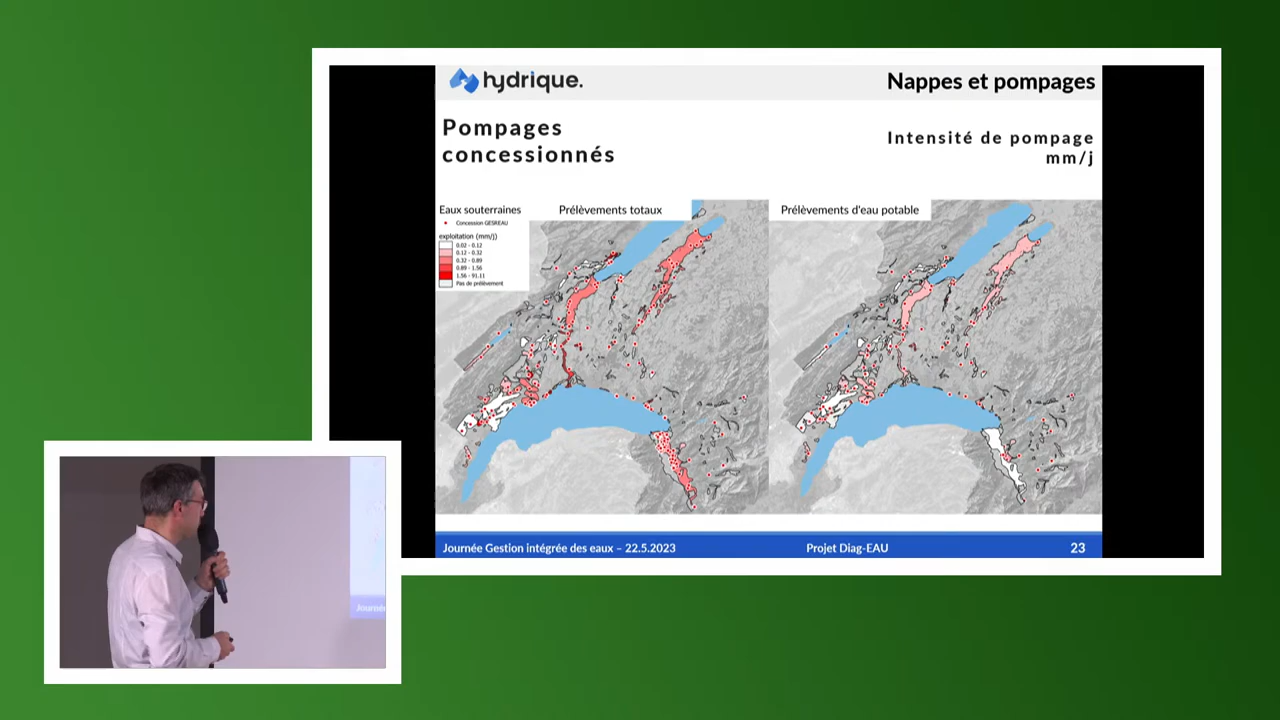 hydrique.
Nappes et pompages
Pompages
concessionnés
Intensité de pompage
mm/j
Eaux souterraines
Prélèvements totaux
Prélèvements d'eau potable
Concession GESREAU
exploitation (mm/j)
0.02 - 0.12
0.12 - 0.32
0.32 - 0.89
0.89 - 1.56
1.56 - 91.11
Pas de prélèvement
Journée Gestion intégrée des eaux – 22.5.2023
Projet Diag-EAU
23
Journé